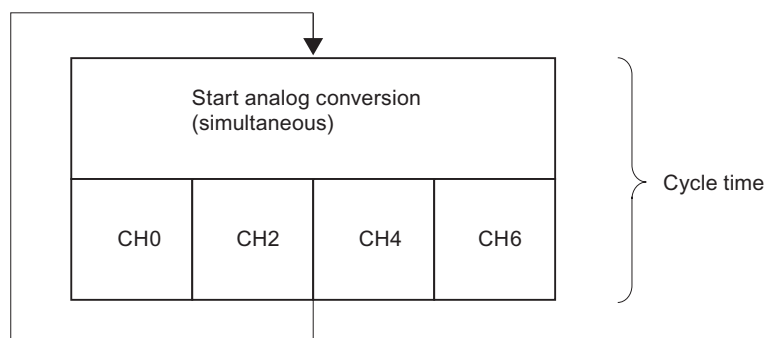 Start analog conversion
(simultaneous)
Cycle time
CH0
CH2
CH4
CH6